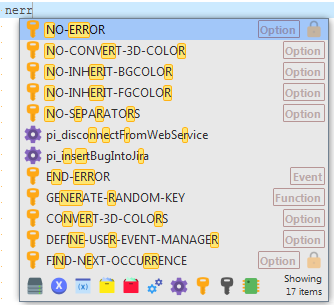 nerr
NO-ERROR Option
NO-CONVERT-3D-COLOR Option
NO-INHERIT-BGCOLOR Option
NO-INHERIT-FGCOLOR Option
NO-SEPARATORS Option
pi_disconnectFromWebService
pi_insertBugIntoJira
END-ERROR Event
GENERATE-RANDOM-KEY Function
CONVERT-3D-COLORS Option
DEFINE-USER-EVENT-MANAGER Option
FIND-NEXT-OCCURRENCE Option
X (x) Showing
17 items